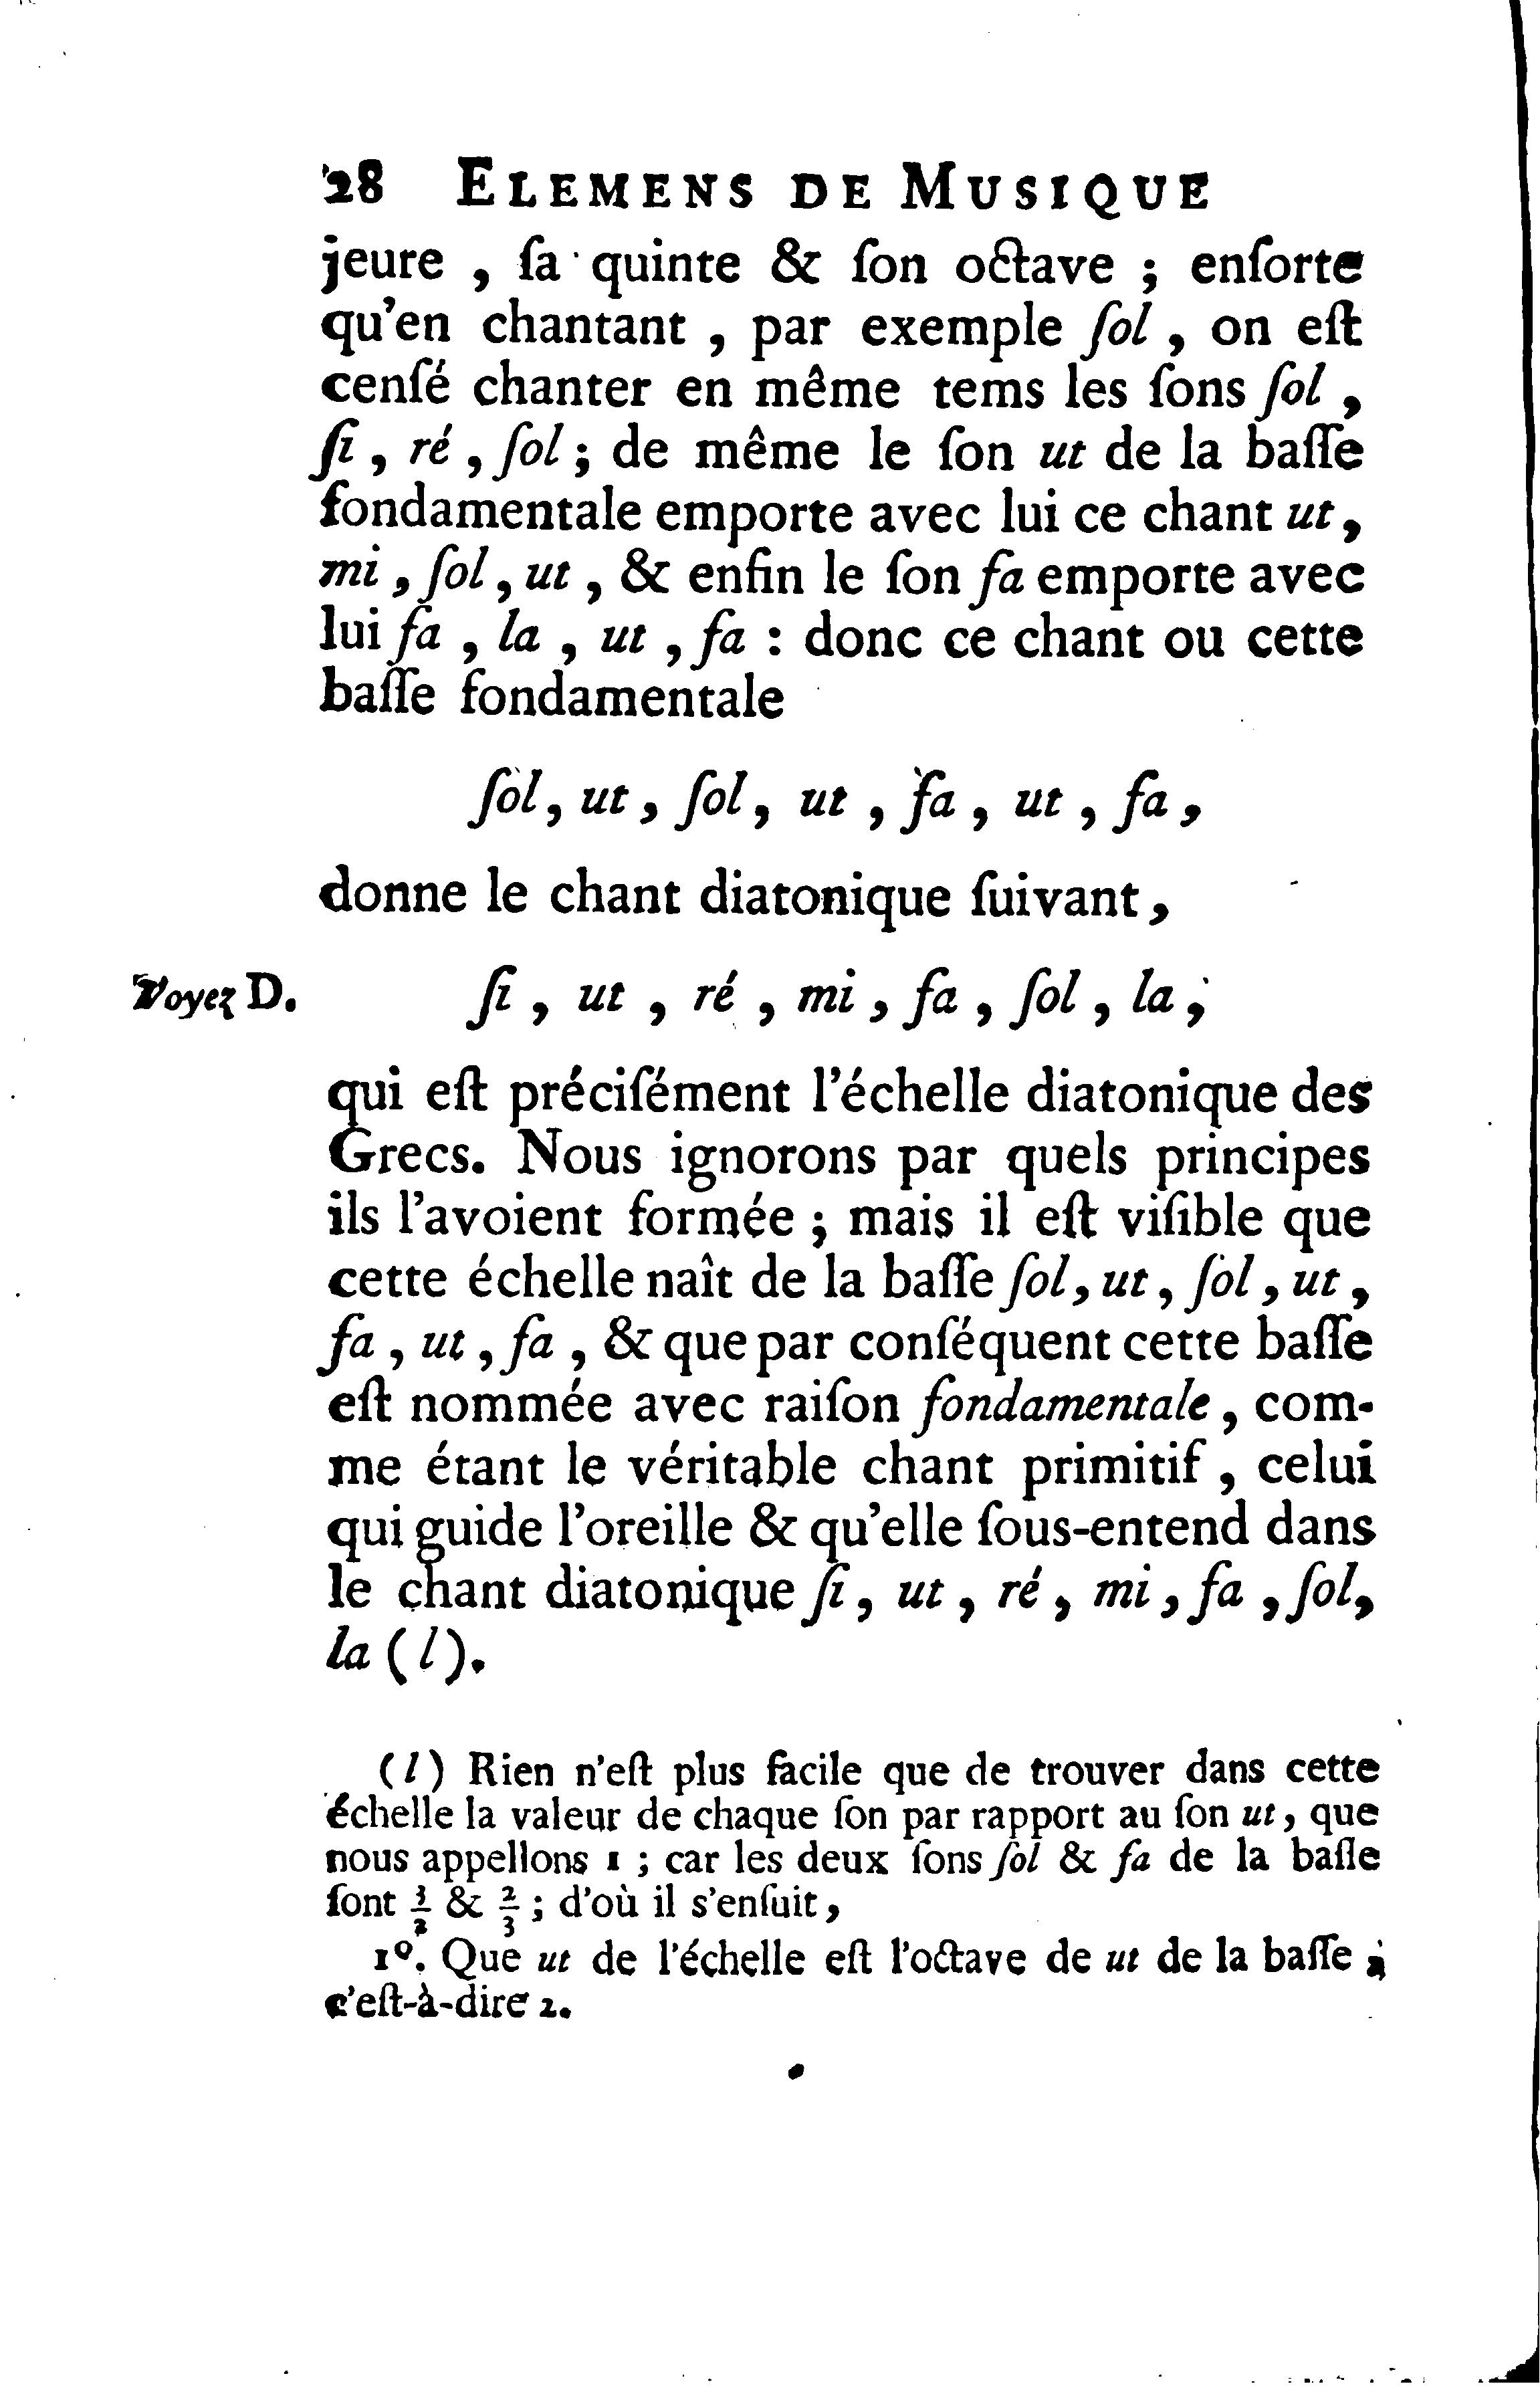 28 ELEMENS DE MUSIQUE
jeure , ſa quinte & ſon octave ; enſorte
qu'en chantant , par exemple ſol , on eſt
cenſé chanter en même tems les ſons ſol ,
ſi , ré , ſol ; de même le ſon ut de la baſſe
fondamentale emporte avec lui ce chant ut ,
mi , ſol , ut , & enfin le ſon fa emporte avec
lui fa , la , ut , fa : donc ce chant ou cette
baſſe fondamentale
ſol , ut , ſol , ut , fa , ut , fa ,
donne le chant diatonique ſuivant ,
Voyez D. ſi , ut , ré , mi , fa , ſol , la ;
qui eſt préciſément l'échelle diatonique des
Grecs. Nous ignorons par quels principes
ils l'avoient formée ; mais il eſt viſible que
cette échelle naît de la baſſe ſol , ut , ſol , ut ,
fa , ut , fa , & que par conſéquent cette baſſe
eſt nommée avec raiſon fondamentale , com-
me étant le véritable chant primitif , celui
qui guide l'oreille & qu'elle ſous-entend dans
le chant diatonique ſi , ut , ré , mi , fa , ſol ,
la ( l ).
( l ) Rien n'eſt plus facile que de trouver dans cette
échelle la valeur de chaque ſon par rapport au ſon ut , que
nous appellons 1 ; car les deux ſons ſol & fa de la baſſe
ſont 3/2 & 2/3 ; d'où il s'enſuit ,
1º. Que ut de l'échelle eſt l'octave de ut de la baſſe ;
c'eſt-à-dire 2.